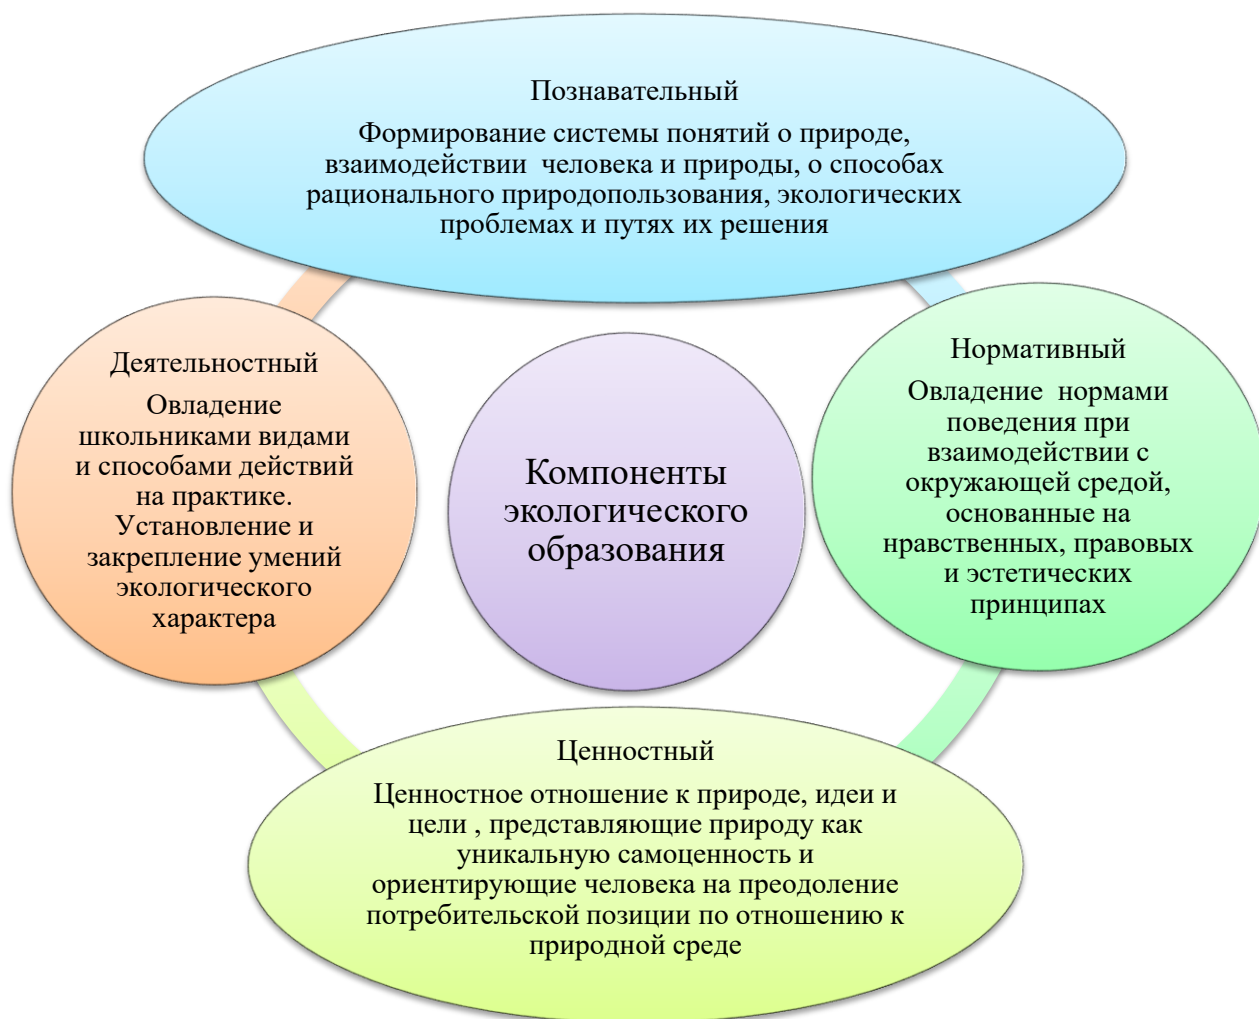 Познавательный
Формирование системы понятий о природе,
взаимодействии человека и природы, о способах
рационального природопользования, экологических
проблемах и путях их решения
Деятельностный
Овладение
школьниками видами
и способами действий
на практике.
Установление и
закрепление умений
экологического
характера
Компоненты
экологического
образования
Нормативный
Овладение нормами
поведения при
взаимодействии с
окружающей средой,
основанные на
нравственных, правовых
и эстетических
принципах
Ценностный
Ценностное отношение к природе, идеи и
цели , представляющие природу как
уникальную самоценность и
ориентирующие человека на преодоление
потребительской позиции по отношению к
природной среде